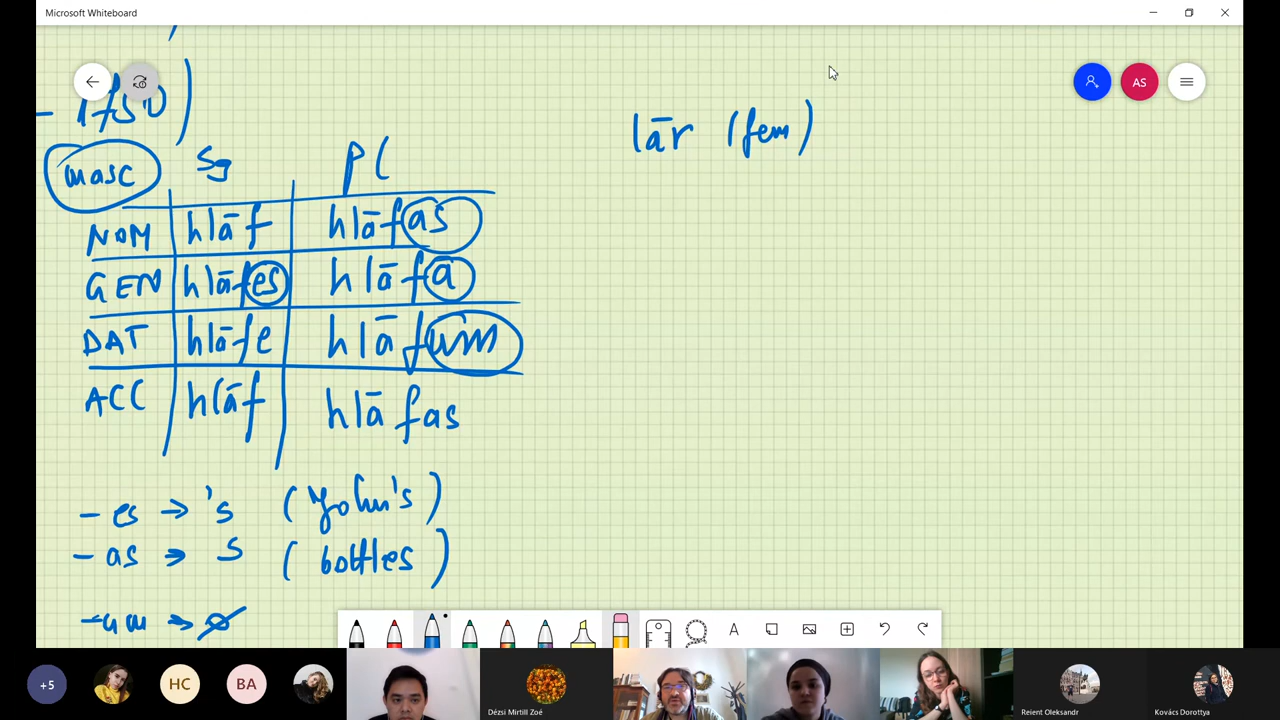 Microsoft Whiteboard
AS
masc sg pl
NOM hlāf hlāfas
GEN hlāfes hlāfa
DAT hlāfe hlāfum
ACC hlāf hlāfas
-es → 's (John's)
-as → s (bottles)
-um → ∅
lār (fem)
A
+5 HC BA
Dézsi Mirtill Zoé
Reient Oleksandr
Kovács Dorottya